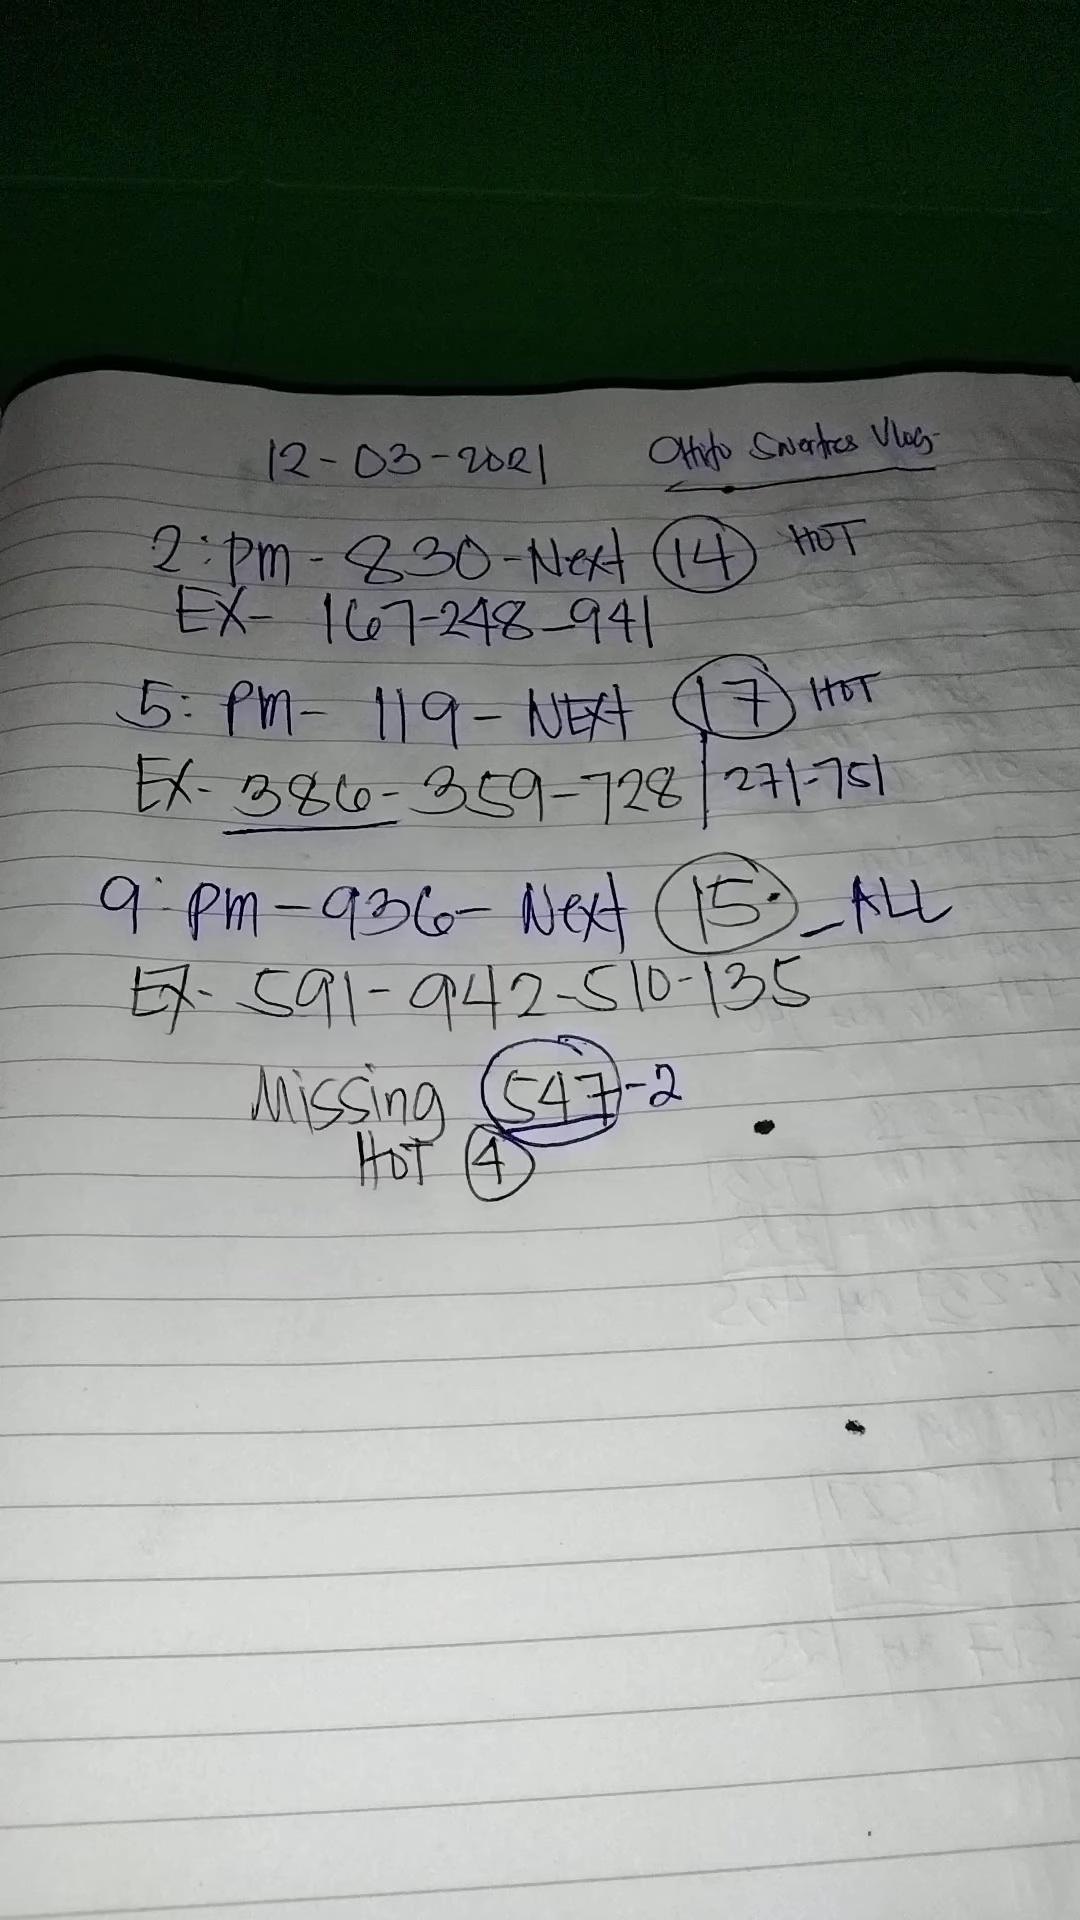 12-03-2021 Swertres Vlog-
2:pm-830-Next 14 HOT
EX- 167-248-941
5: pm- 119- NEXt 17 HOT
EX- 386-359-728 | 271-751
9:pm-936- Next 15. -ALL
EX- 591-942-510-135
Missing 547-2
HOT 4